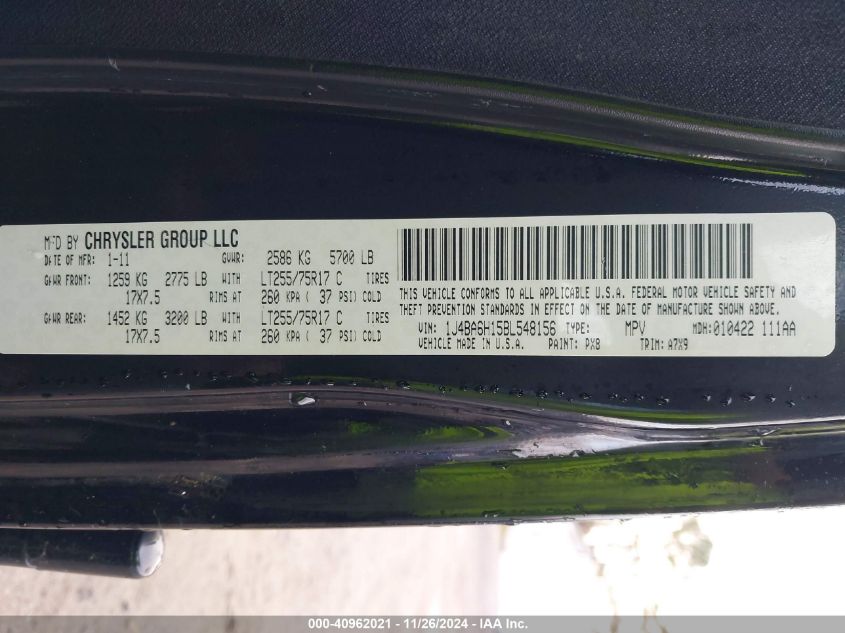 MFD BY CHRYSLER GROUP LLC
DATE OF MFR: 1-11 GVWR: 2586 KG 5700 LB
GAWR FRONT: 1259 KG 2775 LB WITH LT255/75R17 C TIRES
17X7.5 RIMS AT 260 KPA ( 37 PSI) COLD
GAWR REAR: 1452 KG 3200 LB WITH LT255/75R17 C TIRES
17X7.5 RIMS AT 260 KPA ( 37 PSI) COLD
THIS VEHICLE CONFORMS TO ALL APPLICABLE U.S.A. FEDERAL MOTOR VEHICLE SAFETY AND
THEFT PREVENTION STANDARDS IN EFFECT ON THE DATE OF MANUFACTURE SHOWN ABOVE.
VIN: 1J4BA6H15BL548156 TYPE: MPV MDH: 010422 111AA
VEHICLE MADE IN U.S.A. PAINT: PX8 TRIM: A7X9
000-40962021 - 11/26/2024 - IAA Inc.